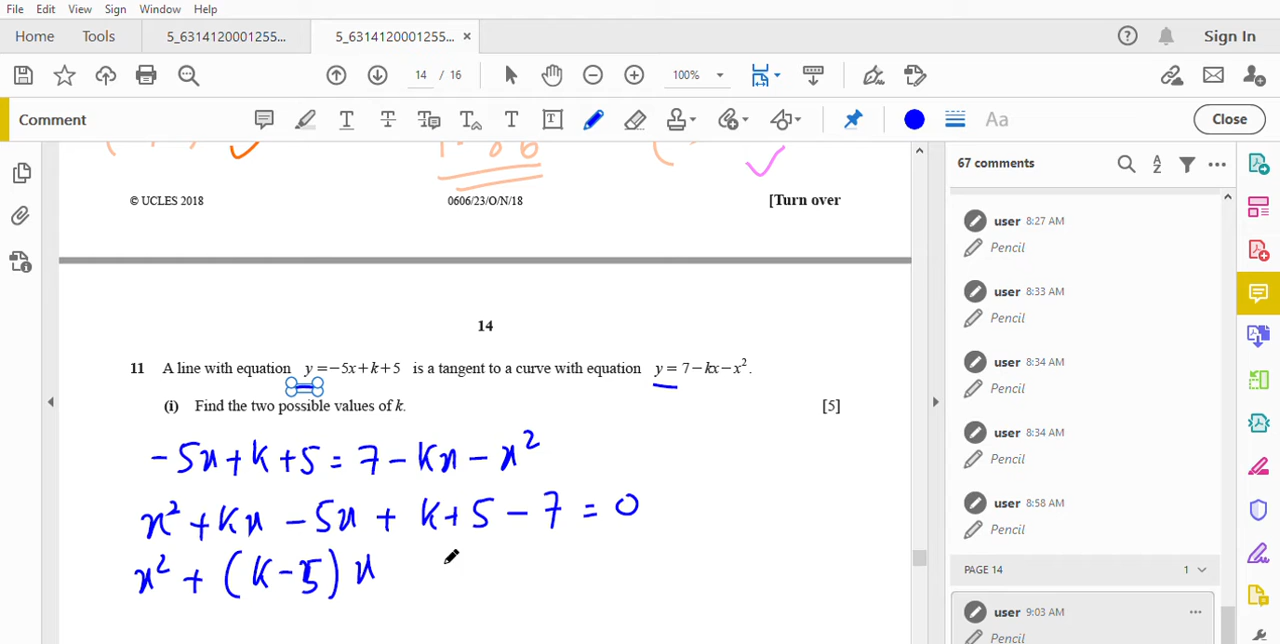 File Edit View Sign Window Help
Home Tools 5_6314120001255... 5_6314120001255... × Sign In
14 / 16 100%
Comment Aa Close
67 comments
user 8:27 AM
Pencil
user 8:33 AM
Pencil
user 8:34 AM
Pencil
user 8:34 AM
Pencil
user 8:58 AM
Pencil
PAGE 14 1
user 9:03 AM
Pencil
© UCLES 2018 0606/23/O/N/18 [Turn over
14
11 A line with equation y = −5x + k + 5 is a tangent to a curve with equation y = 7 − kx − x².
(i) Find the two possible values of k. [5]
-5x + k + 5 = 7 - kx - x²
x² + kx - 5x + k + 5 - 7 = 0
x² + (k - 5) x